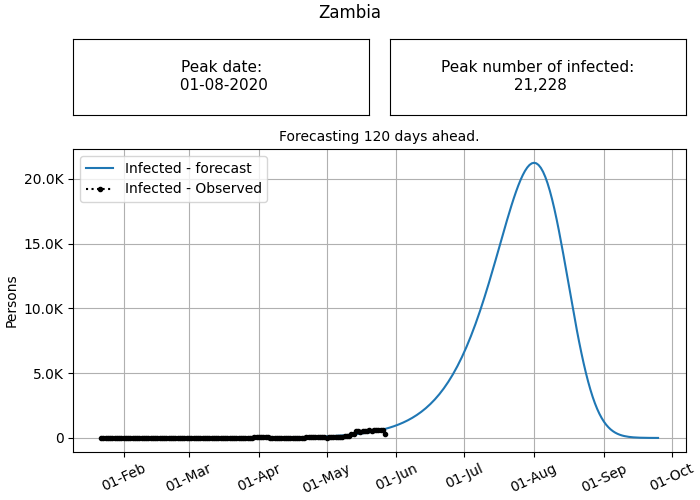 Zambia
Peak date:
01-08-2020
Peak number of infected:
21,228
Forecasting 120 days ahead.
Infected - forecast
Infected - Observed
20.0K
15.0K
10.0K
5.0K
0
Persons
01-Feb
01-Mar
01-Apr
01-May
01-Jun
01-Jul
01-Aug
01-Sep
01-Oct